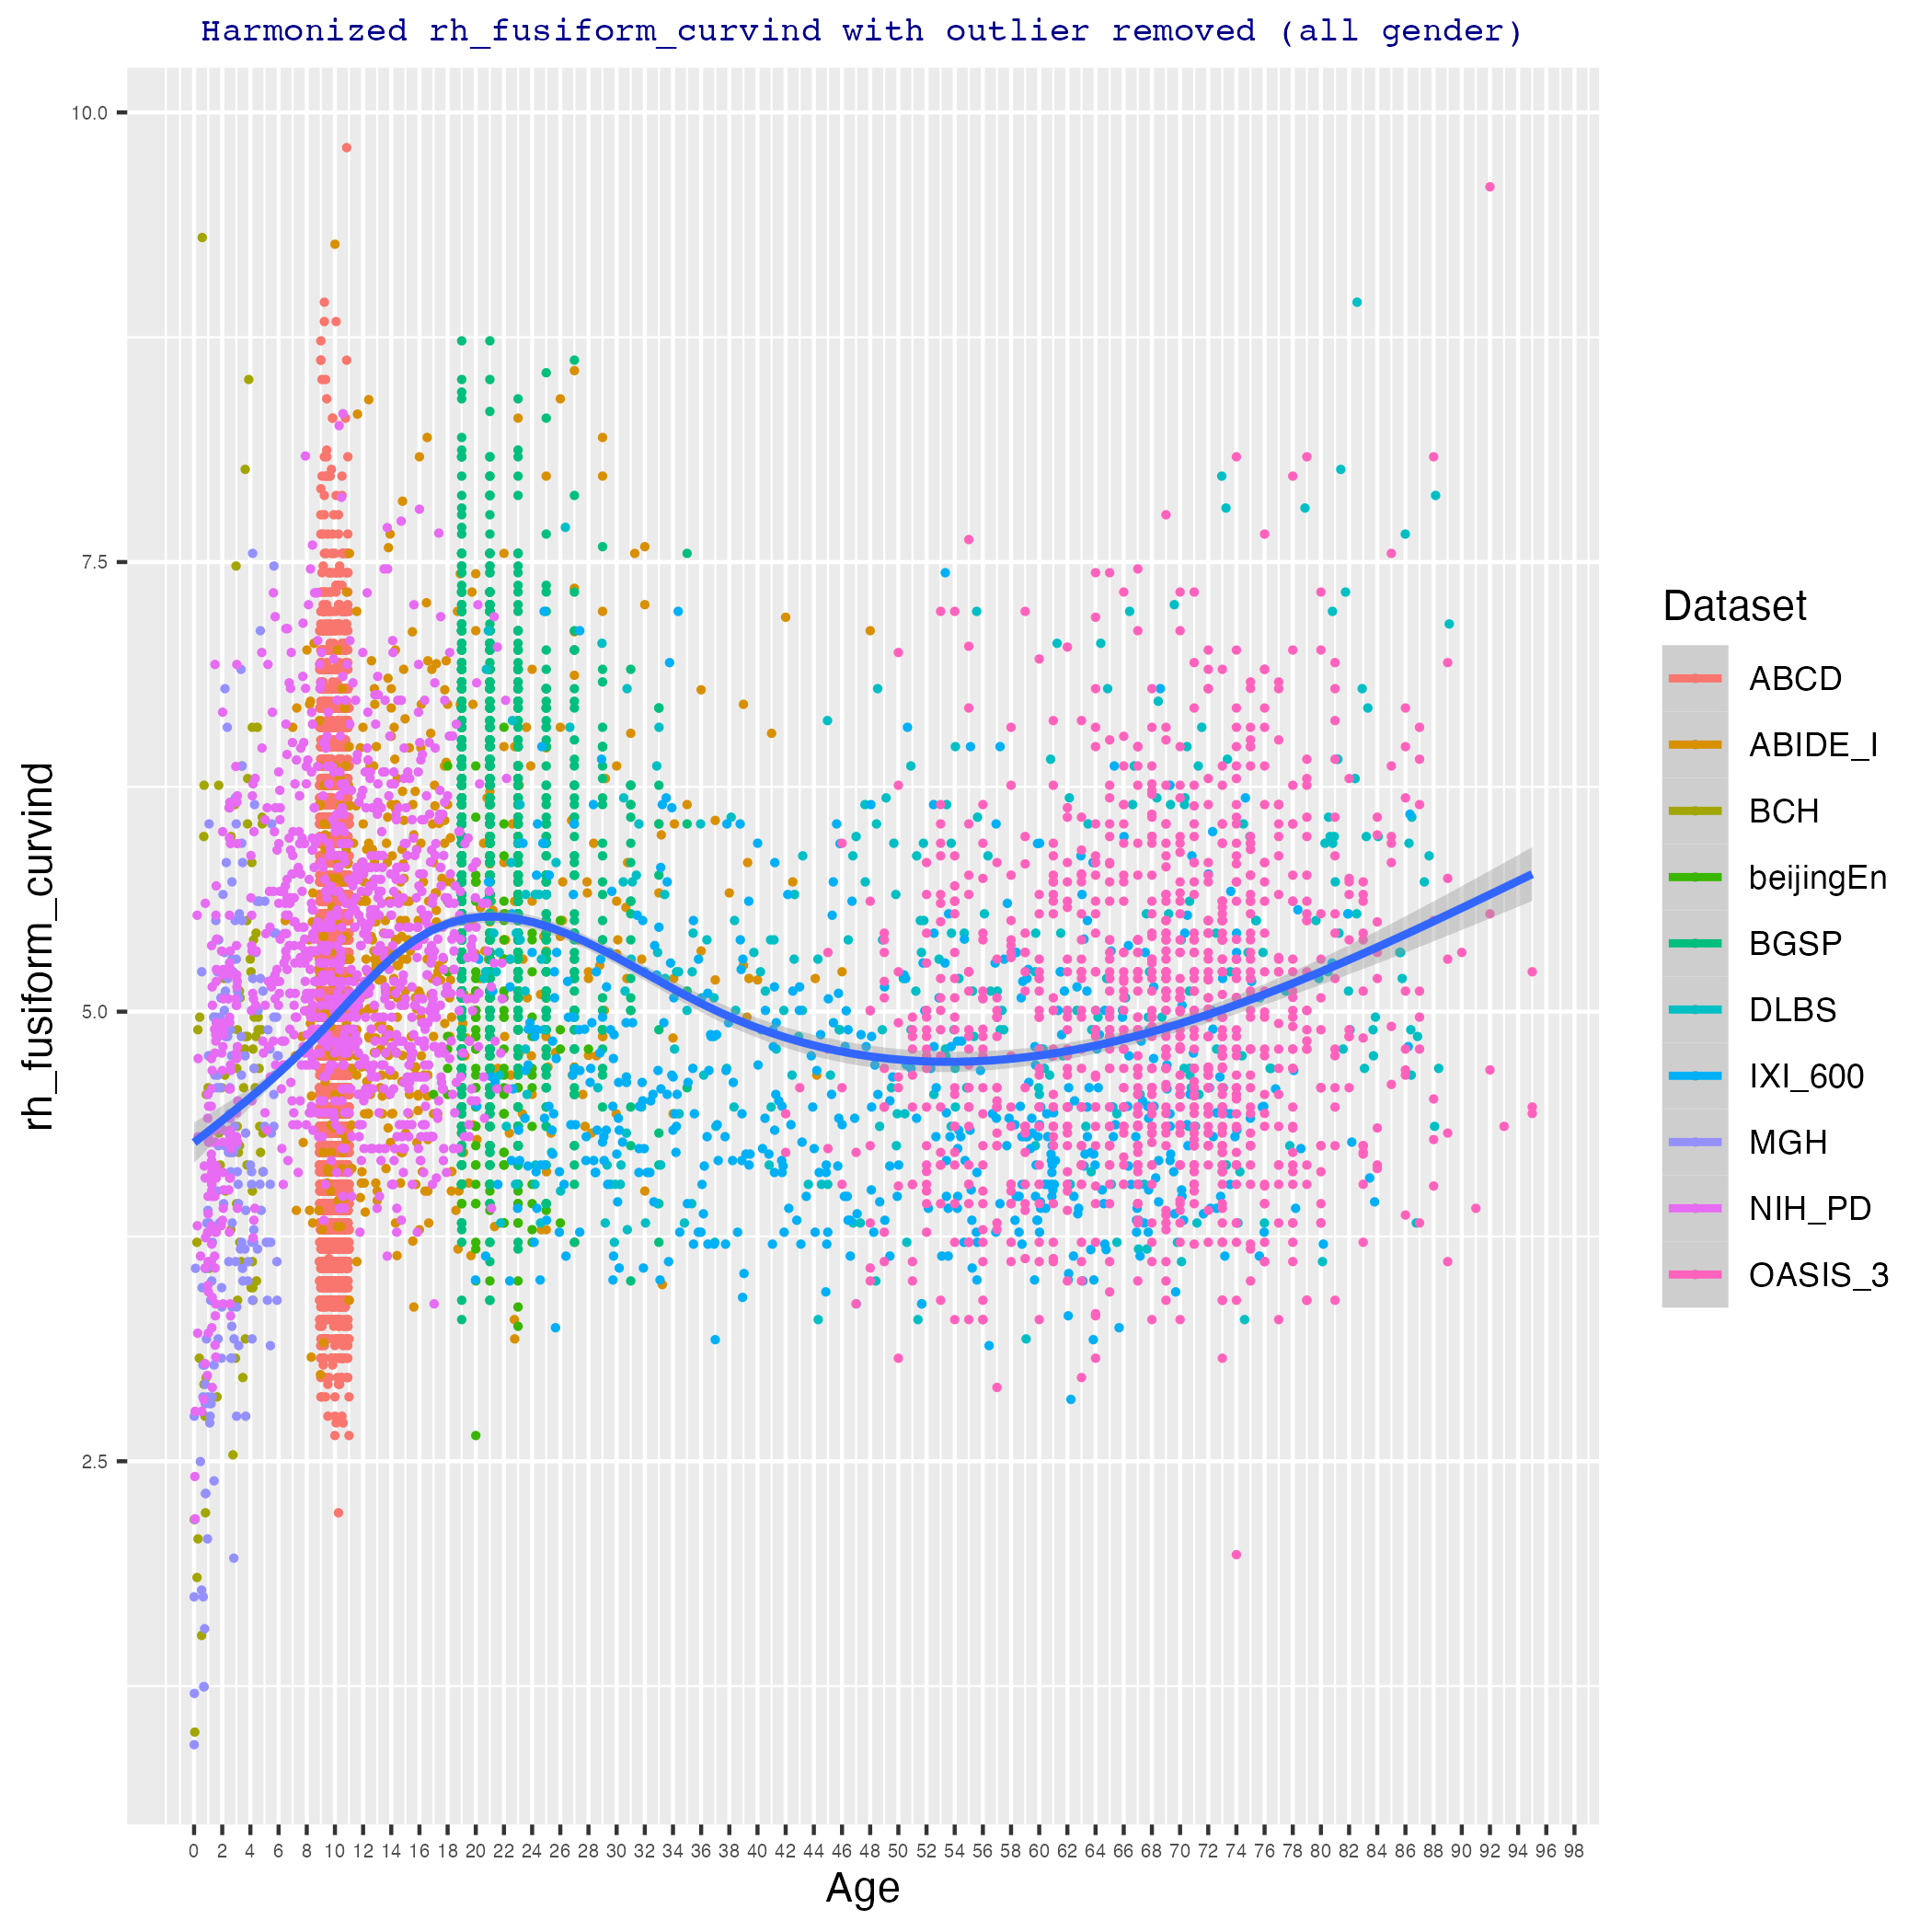 Harmonized rh_fusiform_curvind with outlier removed (all gender)
10.0
7.5
5.0
2.5
rh_fusiform_curvind
0 2 4 6 8 10 12 14 16 18 20 22 24 26 28 30 32 34 36 38 40 42 44 46 48 50 52 54 56 58 60 62 64 66 68 70 72 74 76 78 80 82 84 86 88 90 92 94 96 98
Age
Dataset
ABCD
ABIDE_I
BCH
beijingEn
BGSP
DLBS
IXI_600
MGH
NIH_PD
OASIS_3